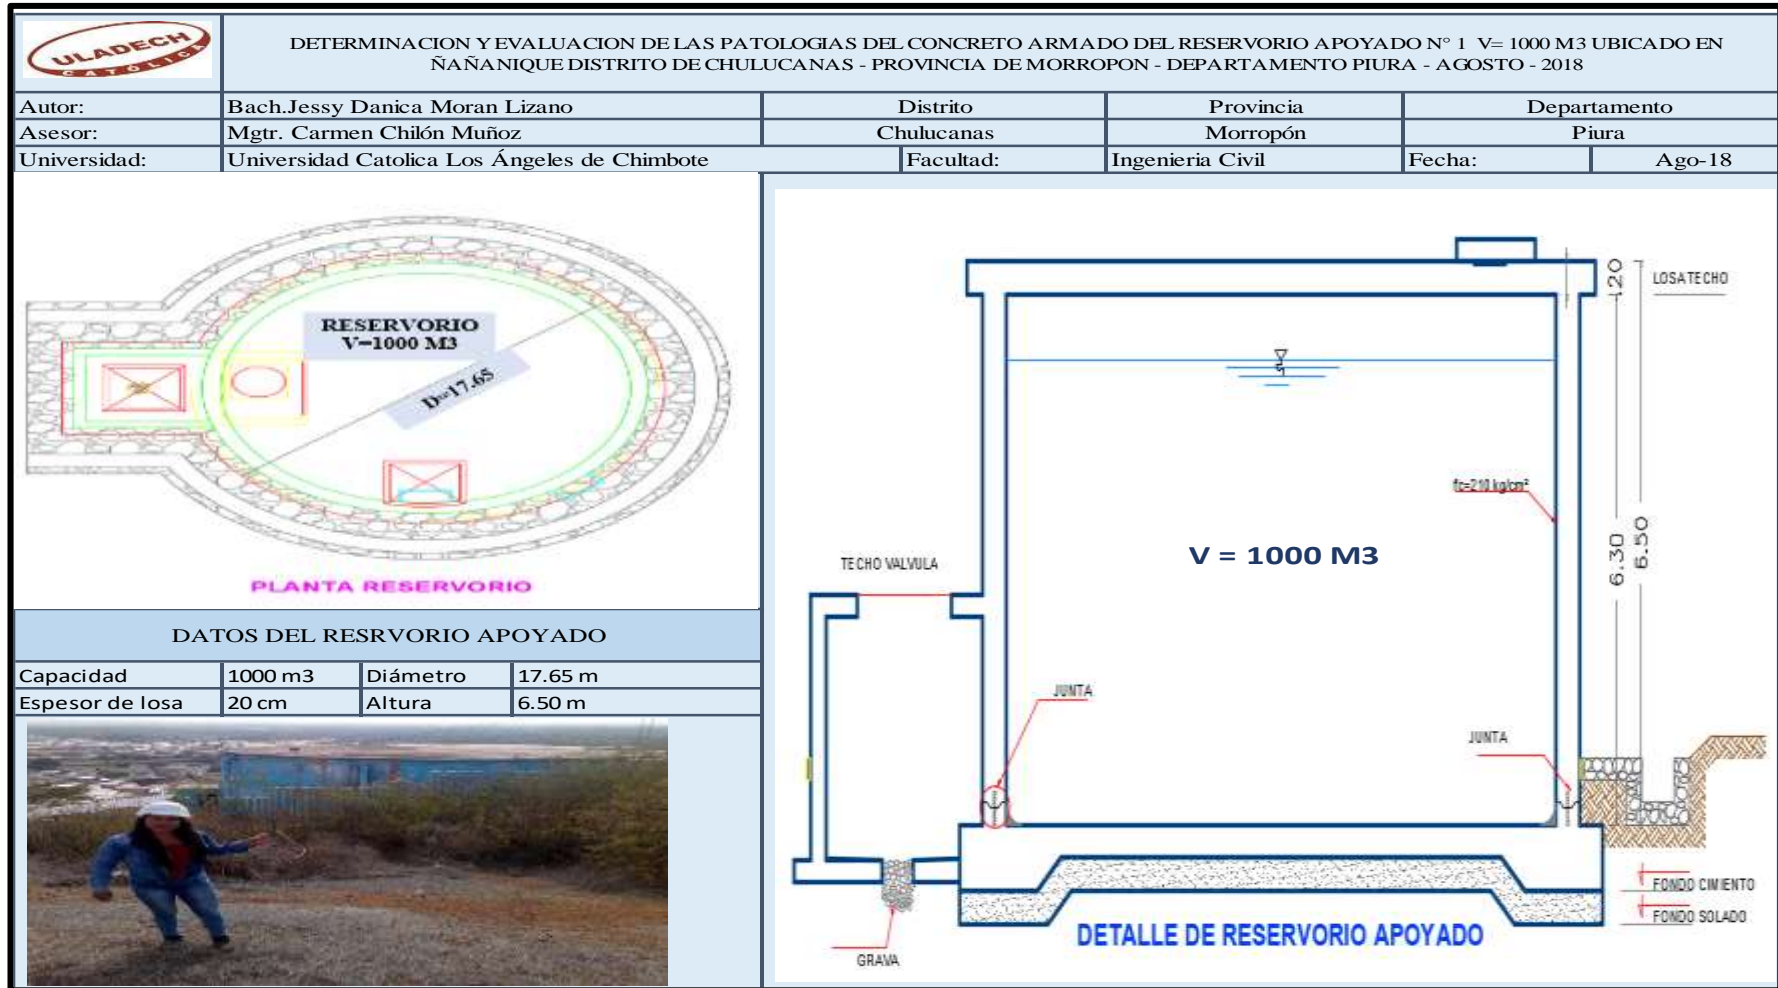 ULADECH
CATÓLICA
DETERMINACION Y EVALUACION DE LAS PATOLOGIAS DEL CONCRETO ARMADO DEL RESERVORIO APOYADO N° 1 V= 1000 M3 UBICADO EN
ÑAÑANIQUE DISTRITO DE CHULUCANAS - PROVINCIA DE MORROPON - DEPARTAMENTO PIURA - AGOSTO - 2018
Autor: Bach.Jessy Danica Moran Lizano Distrito Provincia Departamento
Asesor: Mgtr. Carmen Chilón Muñoz Chulucanas Morropón Piura
Universidad: Universidad Catolica Los Ángeles de Chimbote Facultad: Ingenieria Civil Fecha: Ago-18
RESERVORIO
V=1000 M3
D=17.65
PLANTA RESERVORIO
DATOS DEL RESRVORIO APOYADO
Capacidad 1000 m3 Diámetro 17.65 m
Espesor de losa 20 cm Altura 6.50 m
.20
LOSA TECHO
f'c=210 kg/cm²
6.30
6.50
TECHO VALVULA
V = 1000 M3
JUNTA
JUNTA
FONDO CIMIENTO
FONDO SOLADO
GRAVA
DETALLE DE RESERVORIO APOYADO